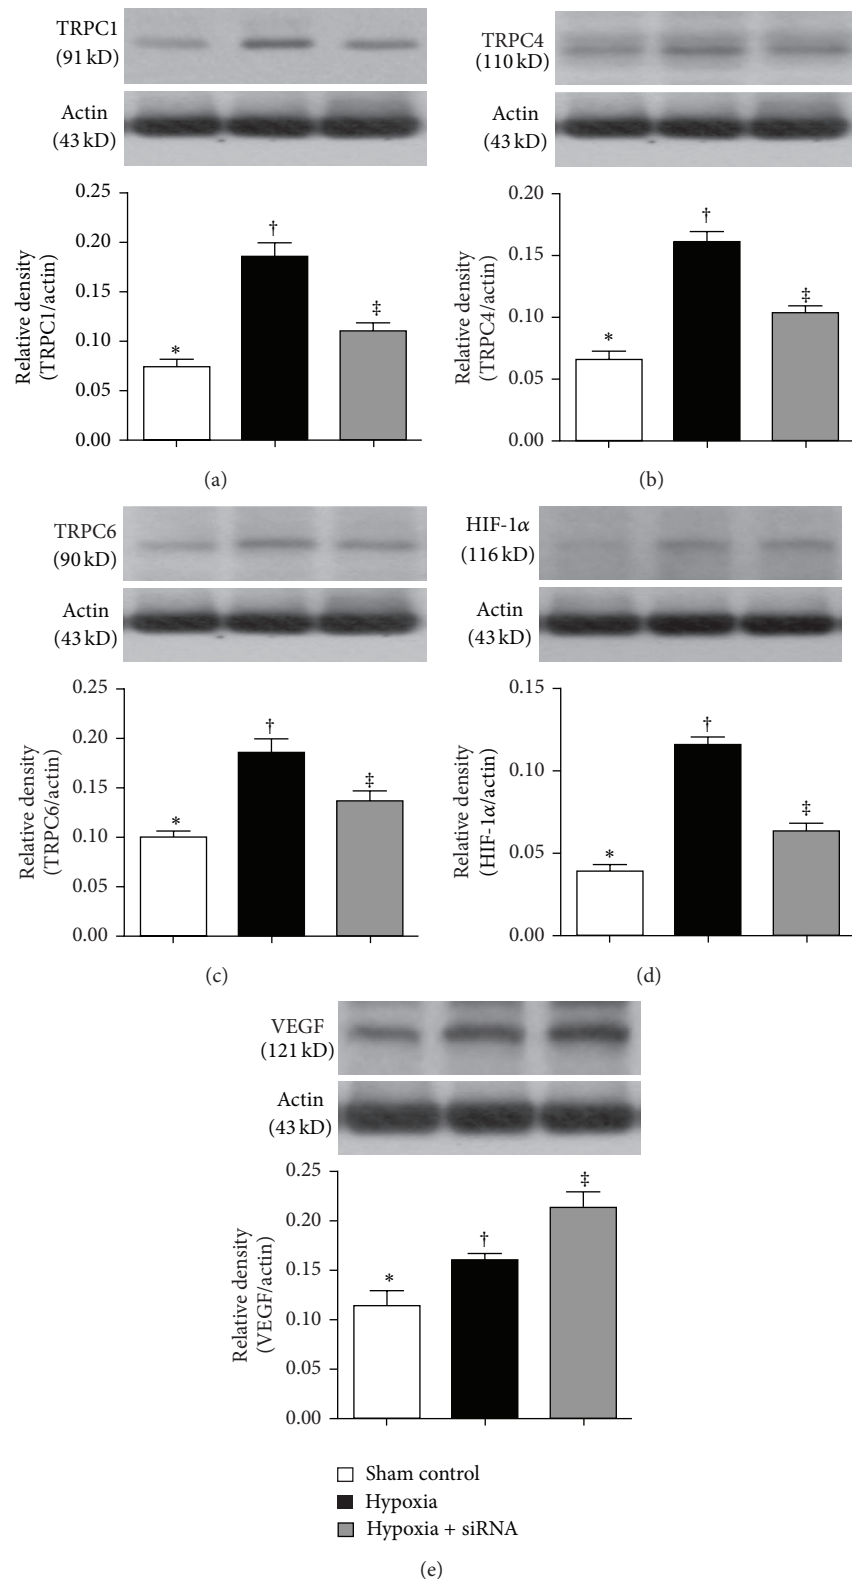 TRPC1
(91 kD)
Actin
(43 kD)
0.25
0.20
0.15
0.10
0.05
0.00
Relative density
(TRPC1/actin)
*
†
‡
(a)
TRPC4
(110 kD)
Actin
(43 kD)
0.20
0.15
0.10
0.05
0.00
Relative density
(TRPC4/actin)
*
†
‡
(b)
TRPC6
(90 kD)
Actin
(43 kD)
0.25
0.20
0.15
0.10
0.05
0.00
Relative density
(TRPC6/actin)
*
†
‡
(c)
HIF-1α
(116 kD)
Actin
(43 kD)
0.15
0.10
0.05
0.00
Relative density
(HIF-1α/actin)
*
†
‡
(d)
VEGF
(121 kD)
Actin
(43 kD)
0.25
0.20
0.15
0.10
0.05
0.00
Relative density
(VEGF/actin)
*
†
‡
Sham control
Hypoxia
Hypoxia + siRNA
(e)